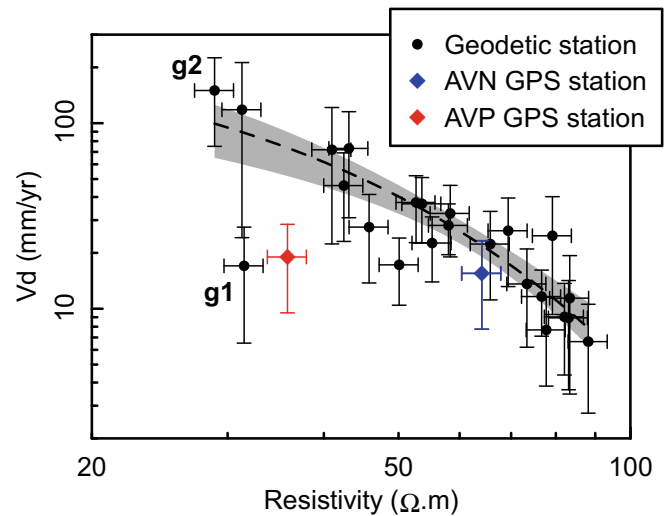 Geodetic station
AVN GPS station
AVP GPS station
g2
g1
100
10
Vd (mm/yr)
20
50
100
Resistivity (Ω.m)